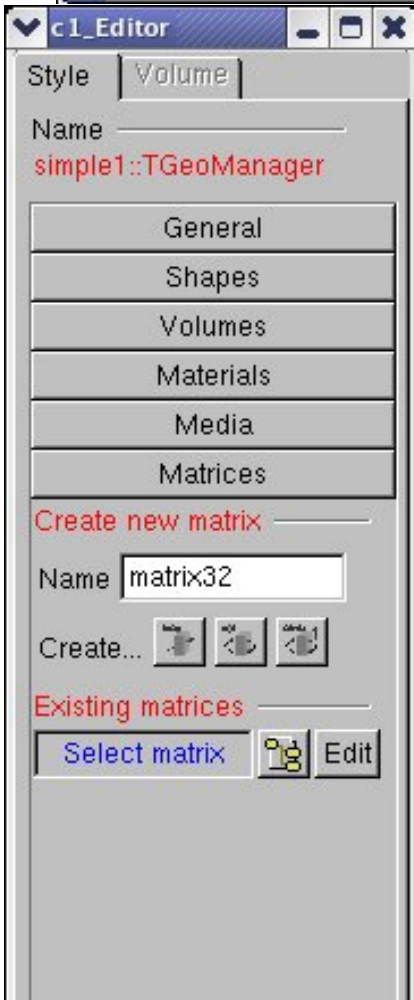 c1_Editor
Style Volume
Name
simple1::TGeoManager
General
Shapes
Volumes
Materials
Media
Matrices
Create new matrix
Name matrix32
Create...
Existing matrices
Select matrix Edit